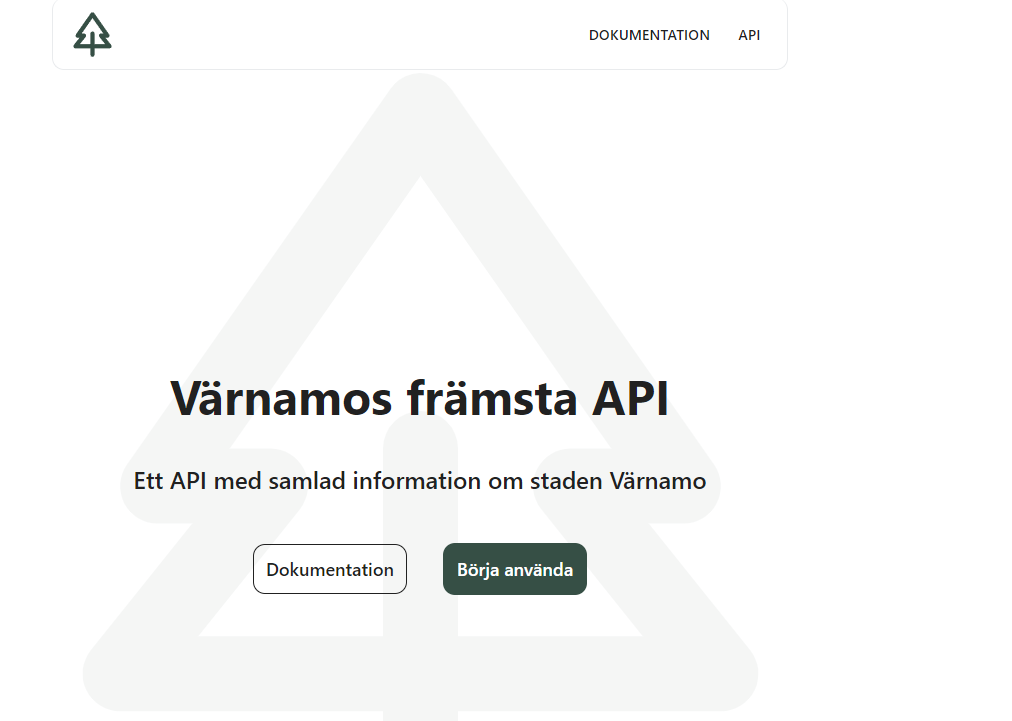 DOKUMENTATION API
Värnamos främsta API
Ett API med samlad information om staden Värnamo
Dokumentation Börja använda